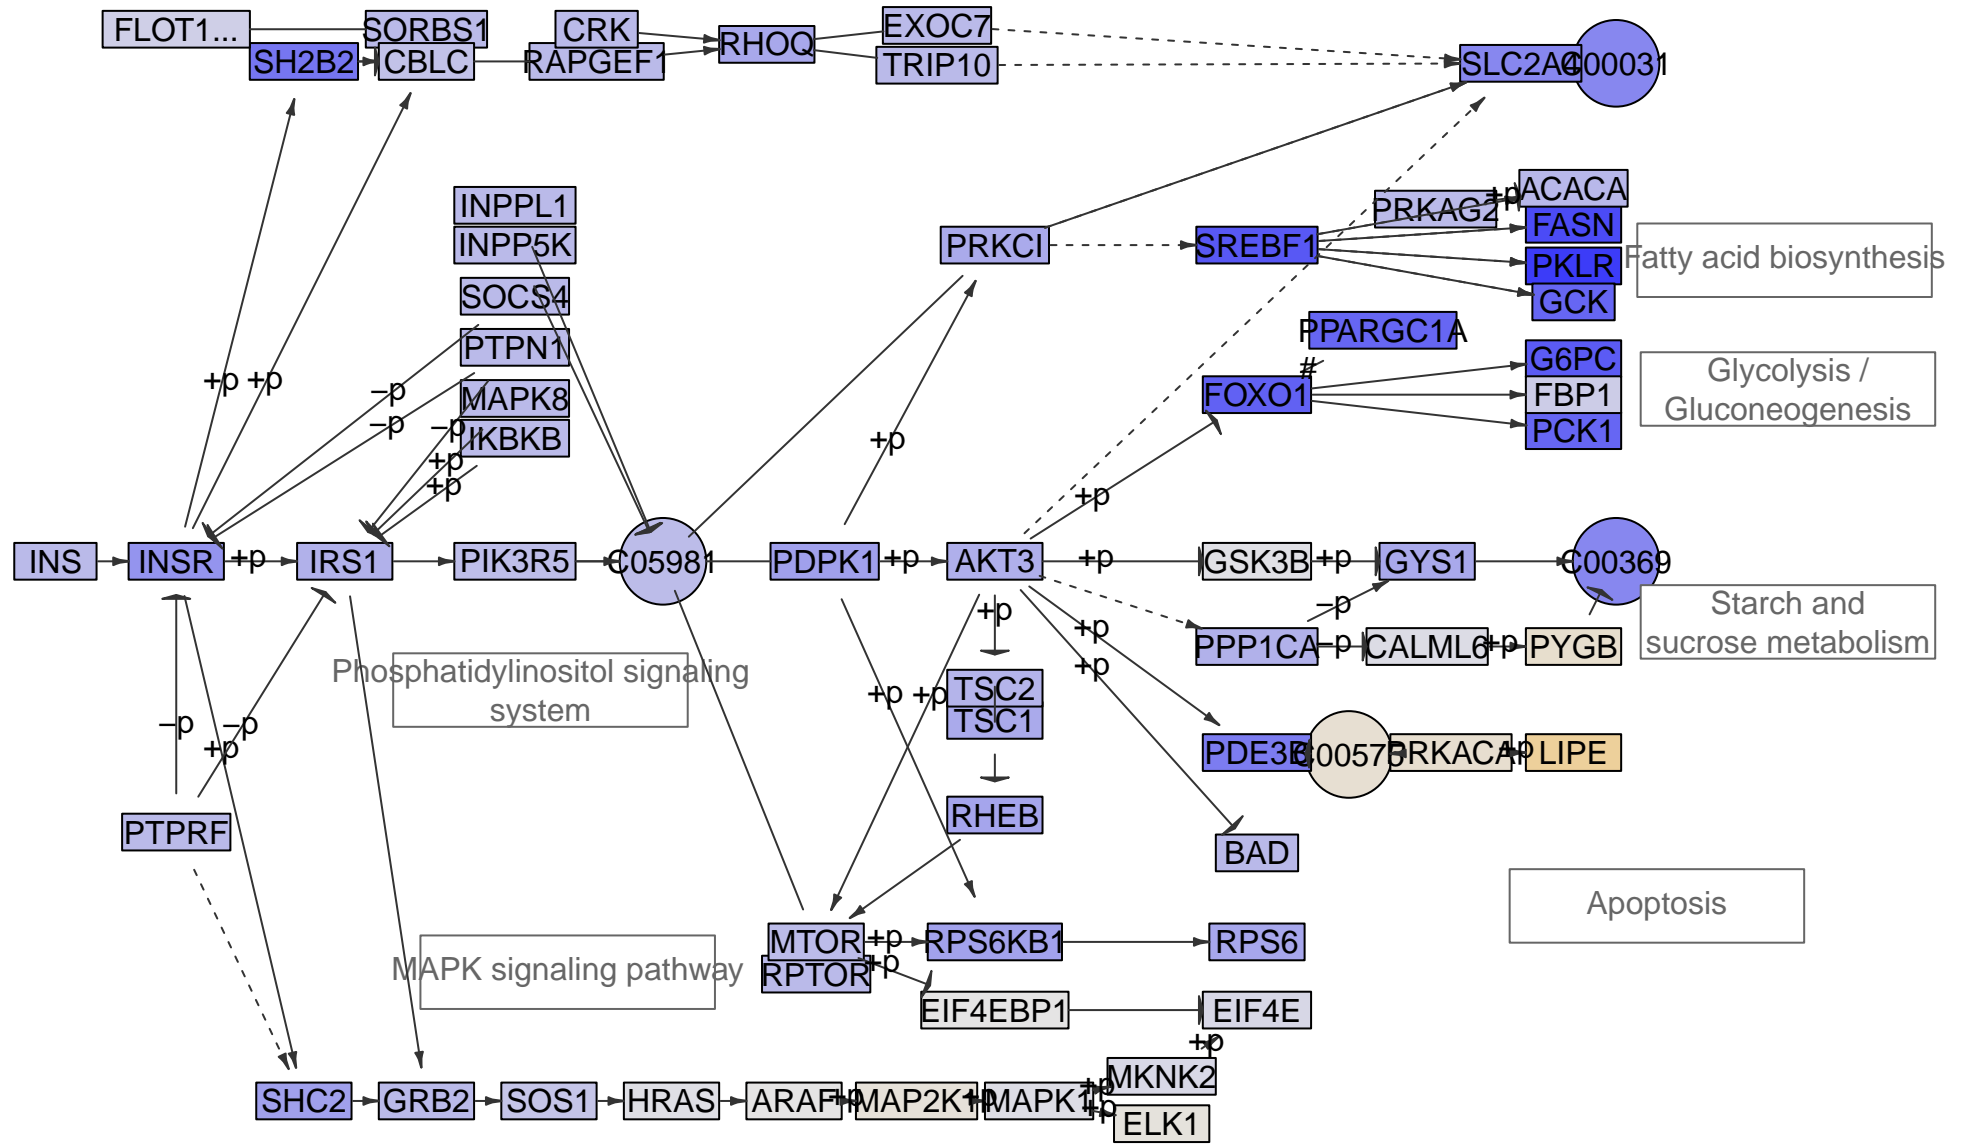 FLOT1...
SORBS1
CRK
EXOC7
RHOQ
SH2B2
CBLC
RAPGEF1
TRIP10
SLC2A4
C00031
INPPL1
PRKAG2
+p
ACACA
INPP5K
PRKCI
SREBF1
FASN
Fatty acid biosynthesis
PKLR
SOCS4
GCK
PTPN1
PPARGC1A
G6PC
Glycolysis /
Gluconeogenesis
#
+p
+p
−p
MAPK8
FOXO1
FBP1
−p
−p
IKBKB
+p
PCK1
+p
+p
+p
INS
INSR
+p
IRS1
PIK3R5
C05981
PDPK1
+p
AKT3
+p
GSK3B
+p
GYS1
C00369
+p
−p
Starch and
sucrose metabolism
+p
PPP1CA
−p
CALML6
+p
PYGB
Phosphatidylinositol signaling
system
+p
TSC2
TSC1
+p
+p
−p
−p
+p
PDE3B
C00575
PRKACA
+p
LIPE
PTPRF
RHEB
BAD
Apoptosis
MTOR
+p
RPS6KB1
RPS6
MAPK signaling pathway
RPTOR
+p
EIF4EBP1
EIF4E
+p
MKNK2
SHC2
GRB2
SOS1
HRAS
ARAF
+p
MAP2K1
+p
MAPK1
+p
+p
ELK1